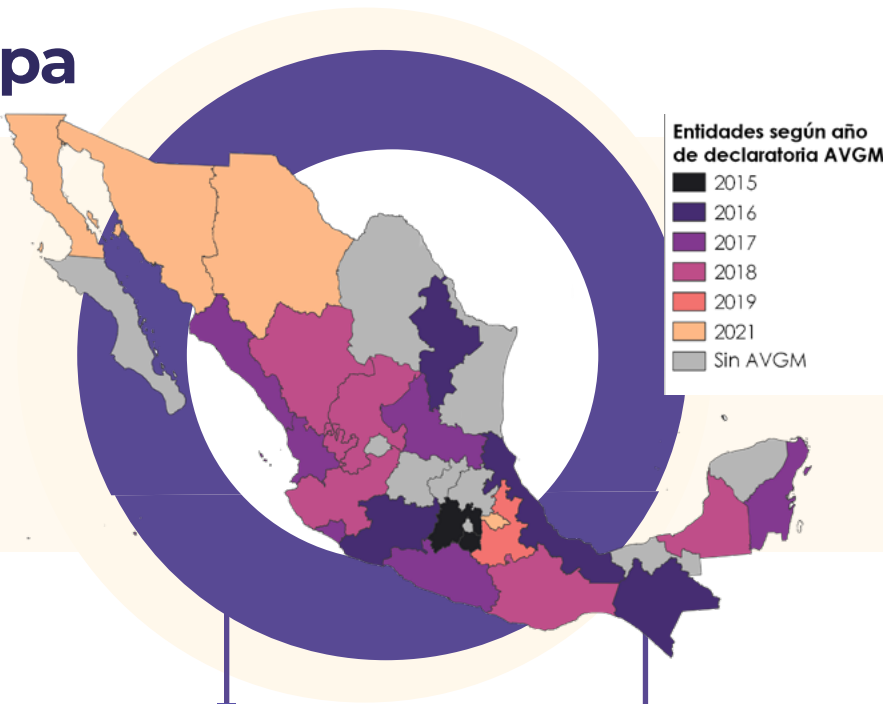 pa
Entidades según año
de declaratoria AVGM
2015
2016
2017
2018
2019
2021
Sin AVGM